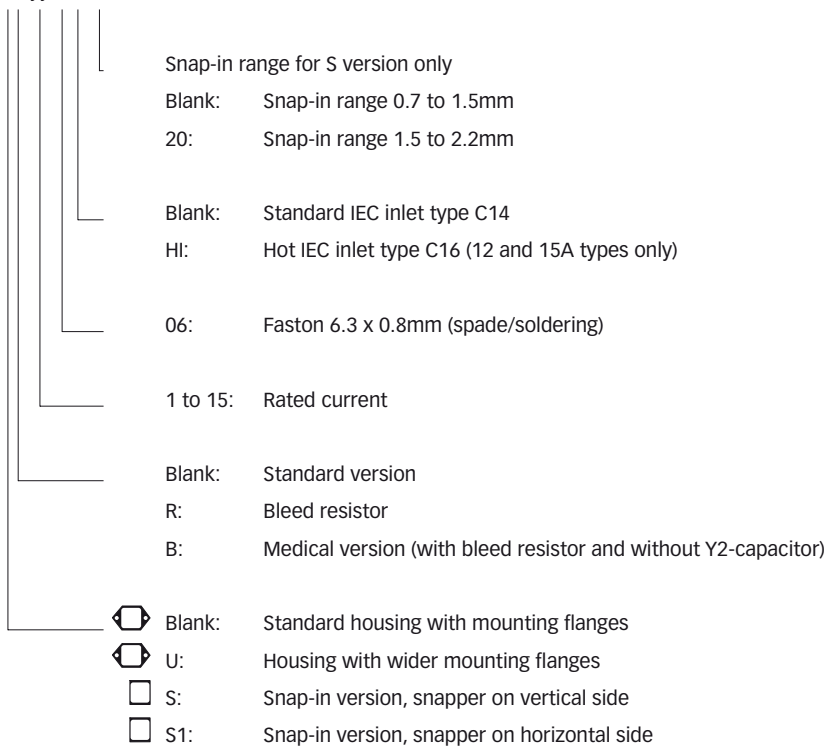 Snap-in range for S version only
Blank: Snap-in range 0.7 to 1.5mm
20: Snap-in range 1.5 to 2.2mm
Blank: Standard IEC inlet type C14
HI: Hot IEC inlet type C16 (12 and 15A types only)
06: Faston 6.3 x 0.8mm (spade/soldering)
1 to 15: Rated current
Blank: Standard version
R: Bleed resistor
B: Medical version (with bleed resistor and without Y2-capacitor)
Blank: Standard housing with mounting flanges
U: Housing with wider mounting flanges
S: Snap-in version, snapper on vertical side
S1: Snap-in version, snapper on horizontal side